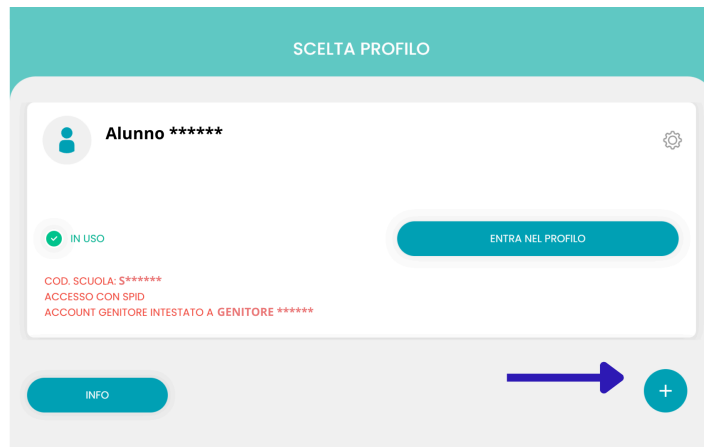 SCELTA PROFILO
Alunno ******
IN USO
ENTRA NEL PROFILO
COD. SCUOLA: S******
ACCESSO CON SPID
ACCOUNT GENITORE INTESTATO A GENITORE ******
INFO
+